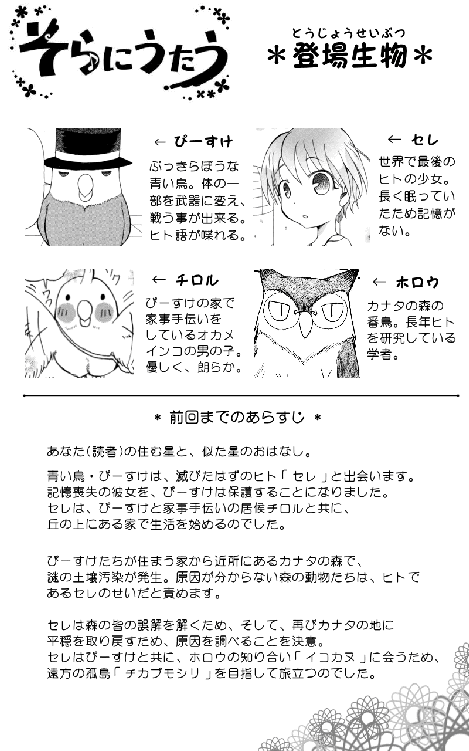 そらにうたう
とうじょうせいぶつ
＊登場生物＊
← ぴーすけ
ぶっきらぼうな
青い鳥。体の一
部を武器に変え、
戦う事が出来る。
ヒト語が喋れる。
← セレ
世界で最後の
ヒトの少女。
長く眠ってい
たため記憶が
ない。
← チロル
ぴーすけの家で
家事手伝いを
しているオカメ
インコの男の子。
優しく、朗らか。
← ホロウ
カナタの森の
番鳥。長年ヒト
を研究している
学者。
＊ 前回までのあらすじ ＊
あなた(読者)の住む星と、似た星のおはなし。
青い鳥・ぴーすけは、滅びたはずのヒト「セレ」と出会います。
記憶喪失の彼女を、ぴーすけは保護することになりました。
セレは、ぴーすけと家事手伝いの居候チロルと共に、
丘の上にある家で生活を始めるのでした。
ぴーすけたちが住まう家から近所にあるカナタの森で、
謎の土壌汚染が発生。原因が分からない森の動物たちは、ヒトで
あるセレのせいだと責めます。
セレは森の皆の誤解を解くため、そして、再びカナタの地に
平穏を取り戻すため、原因を調べることを決意。
セレはぴーすけと共に、ホロウの知り合い「イコカヌ」に会うため、
遠方の孤島「チカプモシリ」を目指して旅立つのでした。